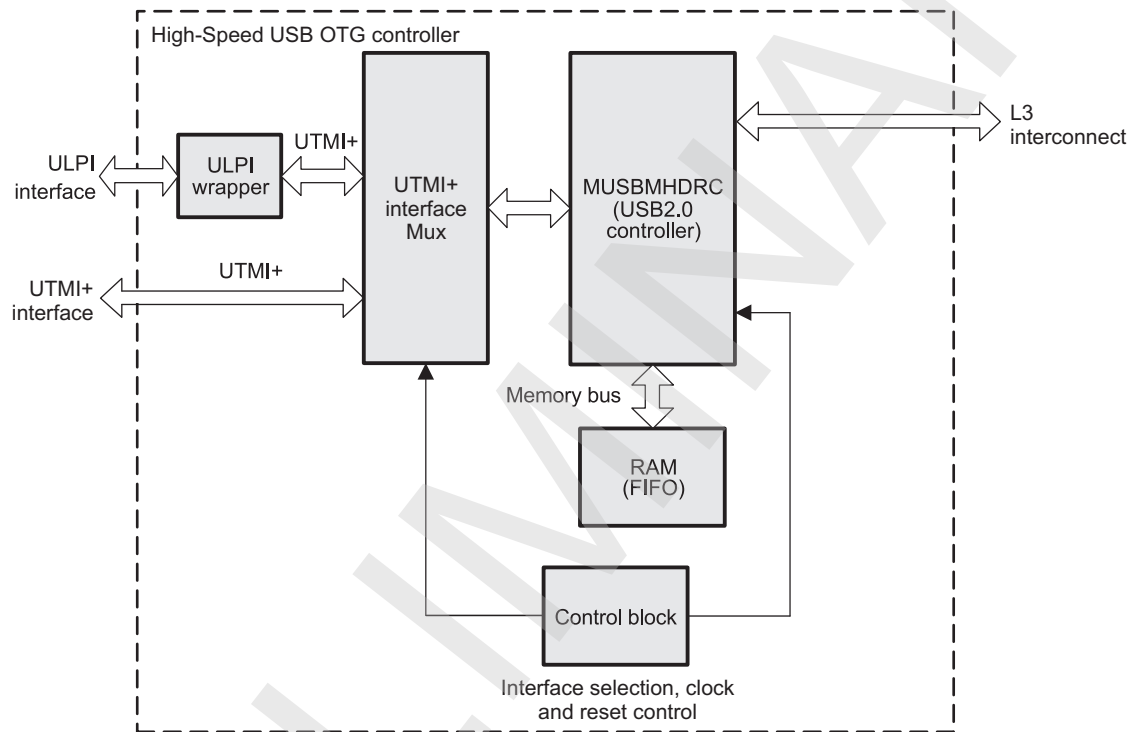 High-Speed USB OTG controller
ULPI
interface
ULPI
wrapper
UTMI+
UTMI+
interface
Mux
MUSBMHDRC
(USB2.0
controller)
L3
interconnect
UTMI+
interface
UTMI+
Memory bus
RAM
(FIFO)
Control block
Interface selection, clock
and reset control